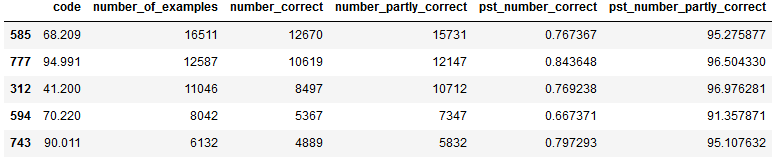 code number_of_examples number_correct number_partly_correct pst_number_correct pst_number_partly_correct
585 68.209 16511 12670 15731 0.767367 95.275877
777 94.991 12587 10619 12147 0.843648 96.504330
312 41.200 11046 8497 10712 0.769238 96.976281
594 70.220 8042 5367 7347 0.667371 91.357871
743 90.011 6132 4889 5832 0.797293 95.107632